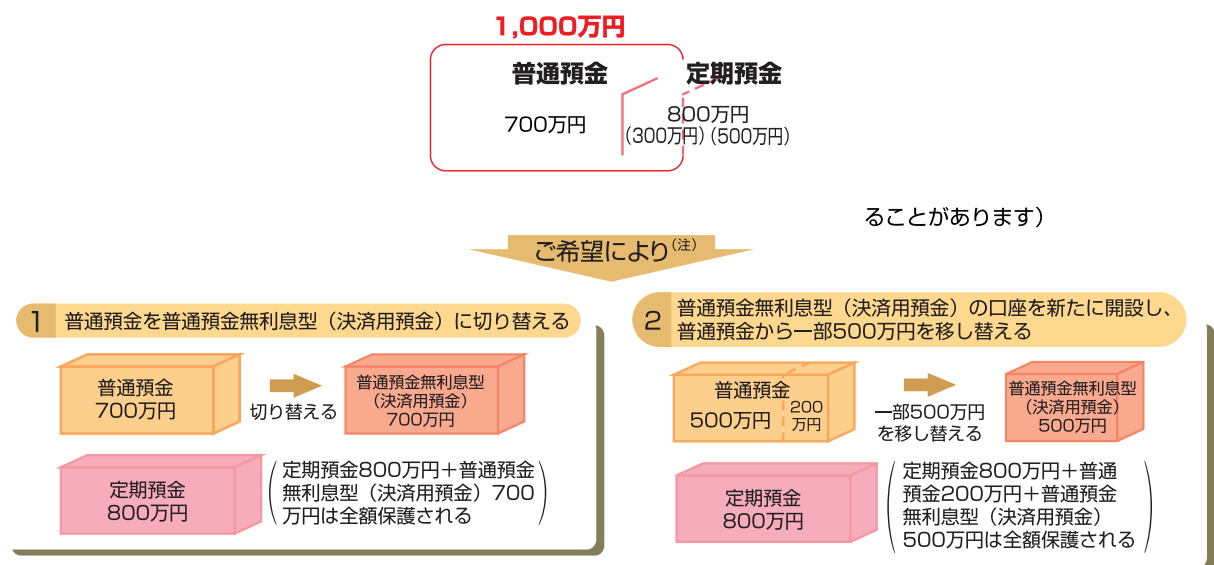 1,000万円
普通預金
定期預金
700万円
800万円
(300万円)(500万円)
ることがあります）
ご希望により(注)
1 普通預金を普通預金無利息型（決済用預金）に切り替える
普通預金
700万円
切り替える
普通預金無利息型
（決済用預金）
700万円
定期預金
800万円
（定期預金800万円＋普通預金
無利息型（決済用預金）700
万円は全額保護される）
2 普通預金無利息型（決済用預金）の口座を新たに開設し、
普通預金から一部500万円を移し替える
普通預金
500万円
200
万円
一部500万円
を移し替える
普通預金無利息型
（決済用預金）
500万円
定期預金
800万円
（定期預金800万円＋普通
預金200万円＋普通預金
無利息型（決済用預金）
500万円は全額保護される）